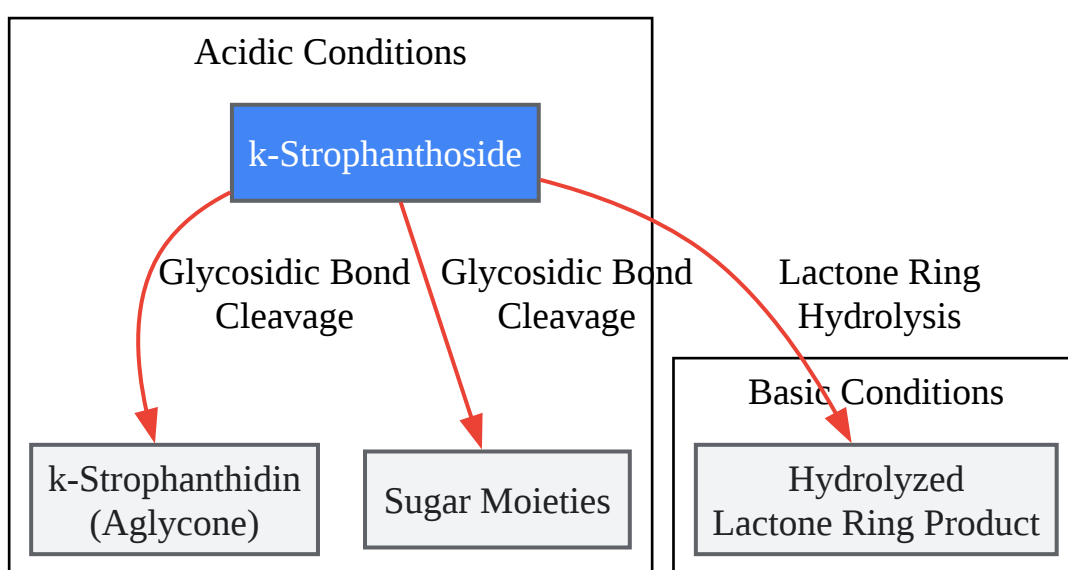 Acidic Conditions
k-Strophanthoside
Glycosidic Bond
Cleavage
Glycosidic Bond
Cleavage
Lactone Ring
Hydrolysis
Basic Conditions
k-Strophanthidin
(Aglycone)
Sugar Moieties
Hydrolyzed
Lactone Ring Product